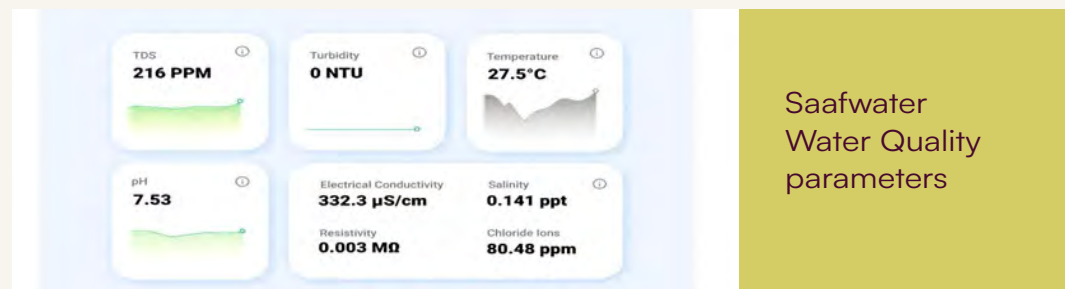 TDS
216 PPM
Turbidity
0 NTU
Temperature
27.5°C
pH
7.53
Electrical Conductivity
332.3 µS/cm
Salinity
0.141 ppt
Resistivity
0.003 MΩ
Chloride Ions
80.48 ppm
Saafwater
Water Quality
parameters